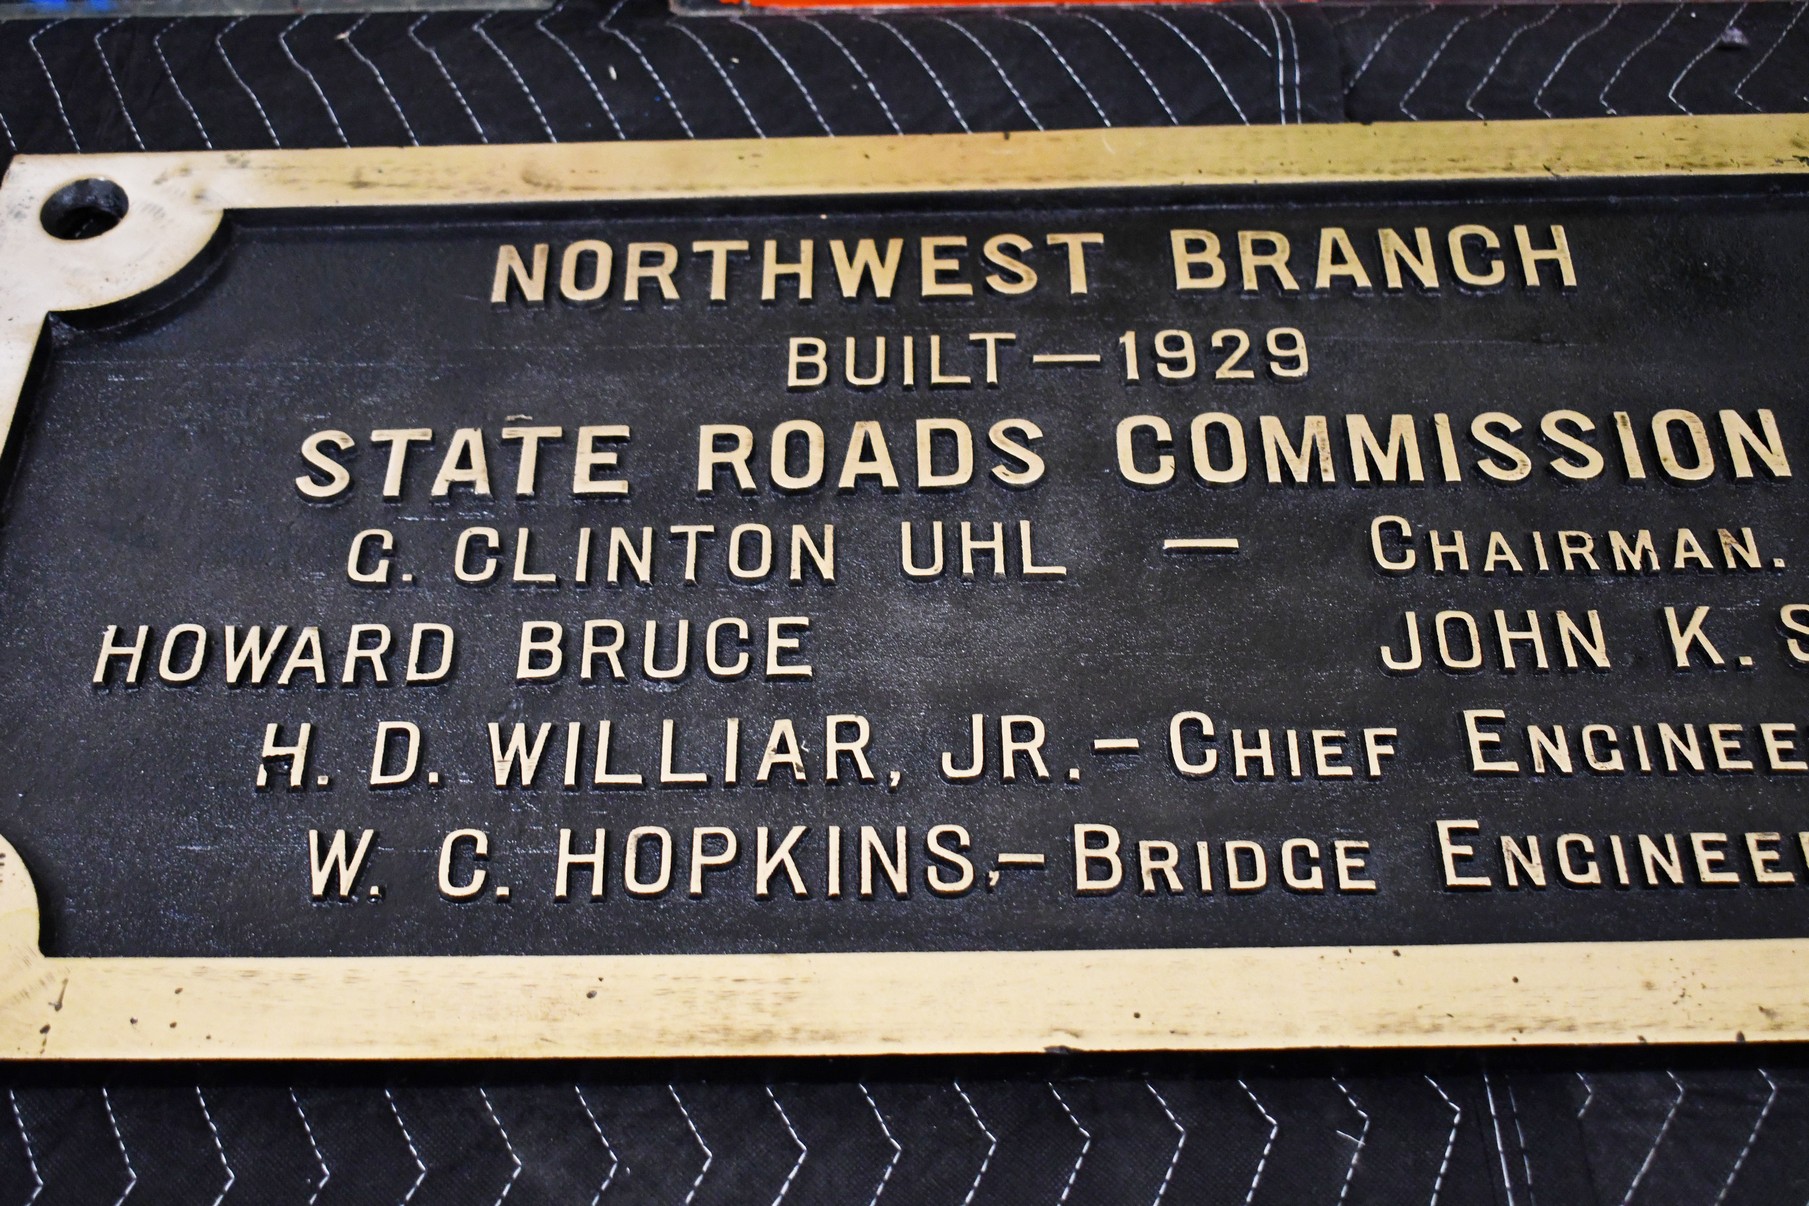 NORTHWEST BRANCH
BUILT—1929
STATE ROADS COMMISSION
G. CLINTON UHL — CHAIRMAN.
HOWARD BRUCE JOHN K.
H. D. WILLIAR, JR.-CHIEF
W. C. HOPKINS,-BRIDGE